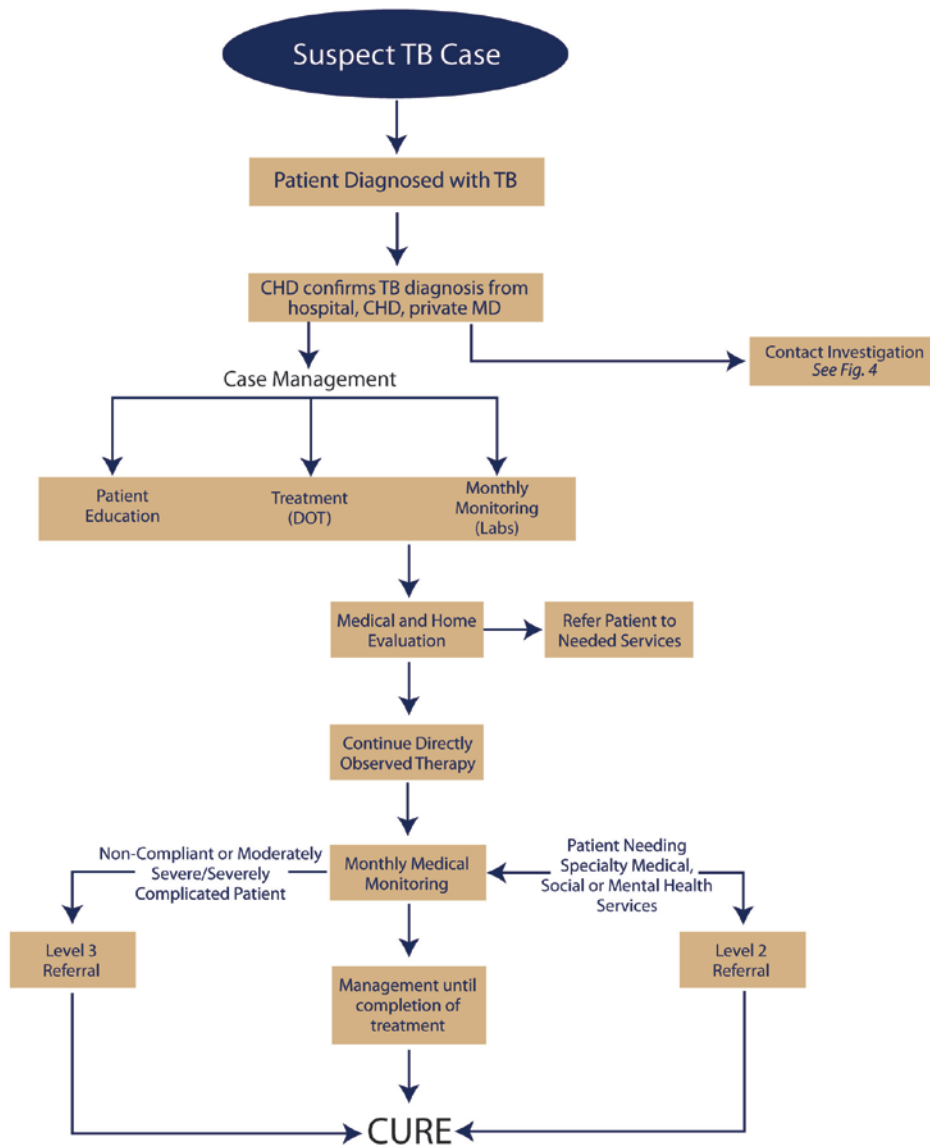 Suspect TB Case
Patient Diagnosed with TB
CHD confirms TB diagnosis from
hospital, CHD, private MD
Contact Investigation
See Fig. 4
Case Management
Patient
Education
Treatment
(DOT)
Monthly
Monitoring
(Labs)
Medical and Home
Evaluation
Refer Patient to
Needed Services
Continue Directly
Observed Therapy
Non-Compliant or Moderately
Severe/Severely
Complicated Patient
Monthly Medical
Monitoring
Patient Needing
Specialty Medical,
Social or Mental Health
Services
Level 3
Referral
Level 2
Referral
Management until
completion of
treatment
CURE